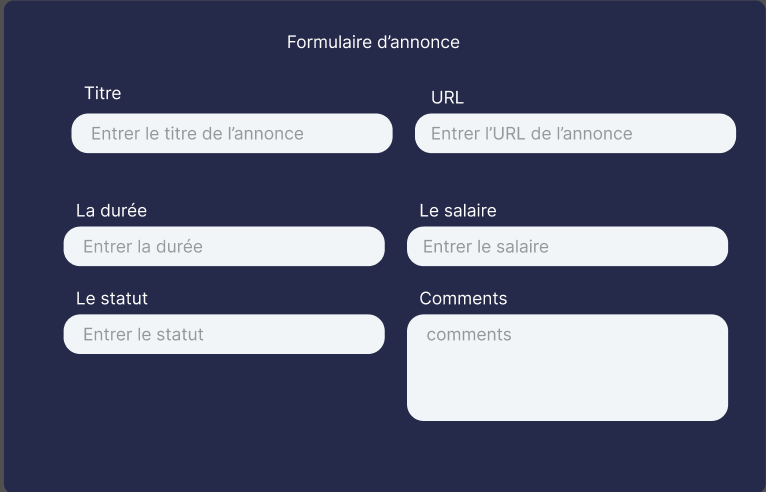 Formulaire d’annonce
Titre
URL
Entrer le titre de l’annonce
Entrer l’URL de l’annonce
La durée
Le salaire
Entrer la durée
Entrer le salaire
Le statut
Comments
Entrer le statut
comments